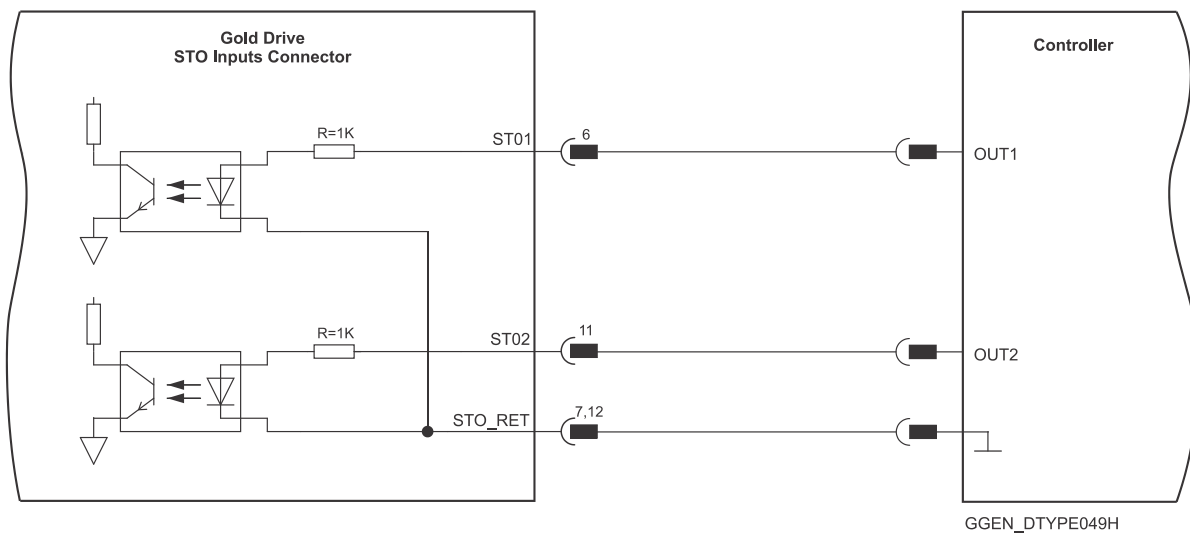 Gold Drive
STO Inputs Connector
Controller
R=1K
ST01
6
OUT1
R=1K
ST02
11
OUT2
STO_RET
7,12
GGEN_DTYPE049H